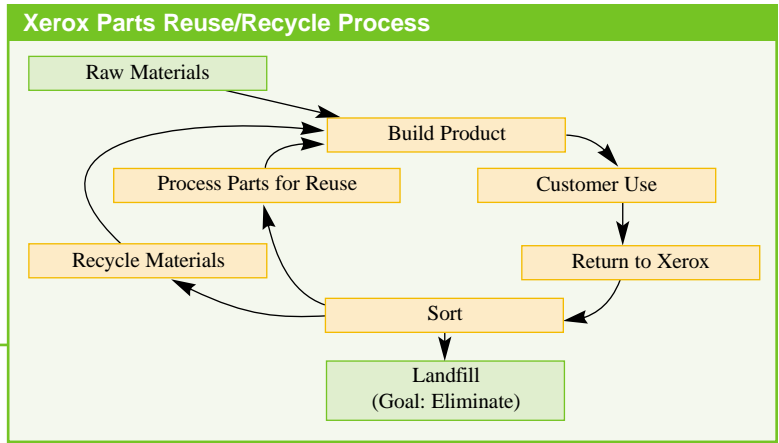 Xerox Parts Reuse/Recycle Process
Raw Materials
Build Product
Process Parts for Reuse
Customer Use
Recycle Materials
Return to Xerox
Sort
Landfill
(Goal: Eliminate)